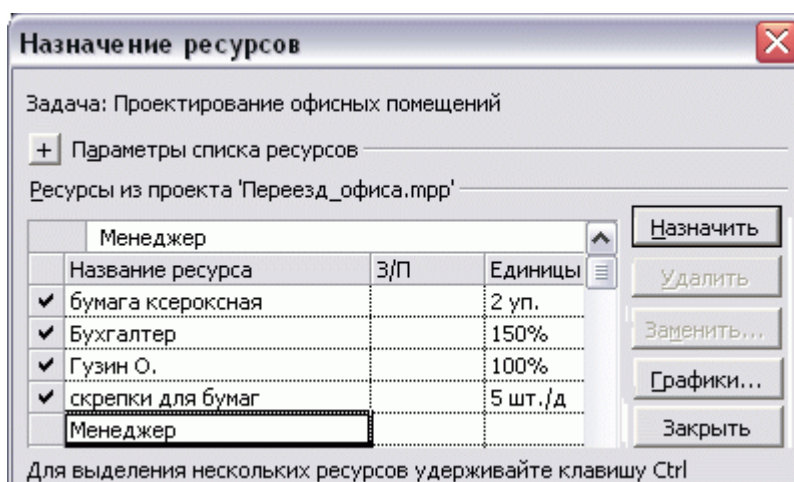 Назначение ресурсов
Задача: Проектирование офисных помещений
+ Параметры списка ресурсов
Ресурсы из проекта 'Переезд_офиса.mpp'
Менеджер
Назначить
Название ресурса З/П Единицы
Удалить
бумага ксероксная 2 уп.
Бухгалтер 150%
Заменить...
Гузин О. 100%
Графики...
скрепки для бумаг 5 шт./д
Менеджер
Закрыть
Для выделения нескольких ресурсов удерживайте клавишу Ctrl